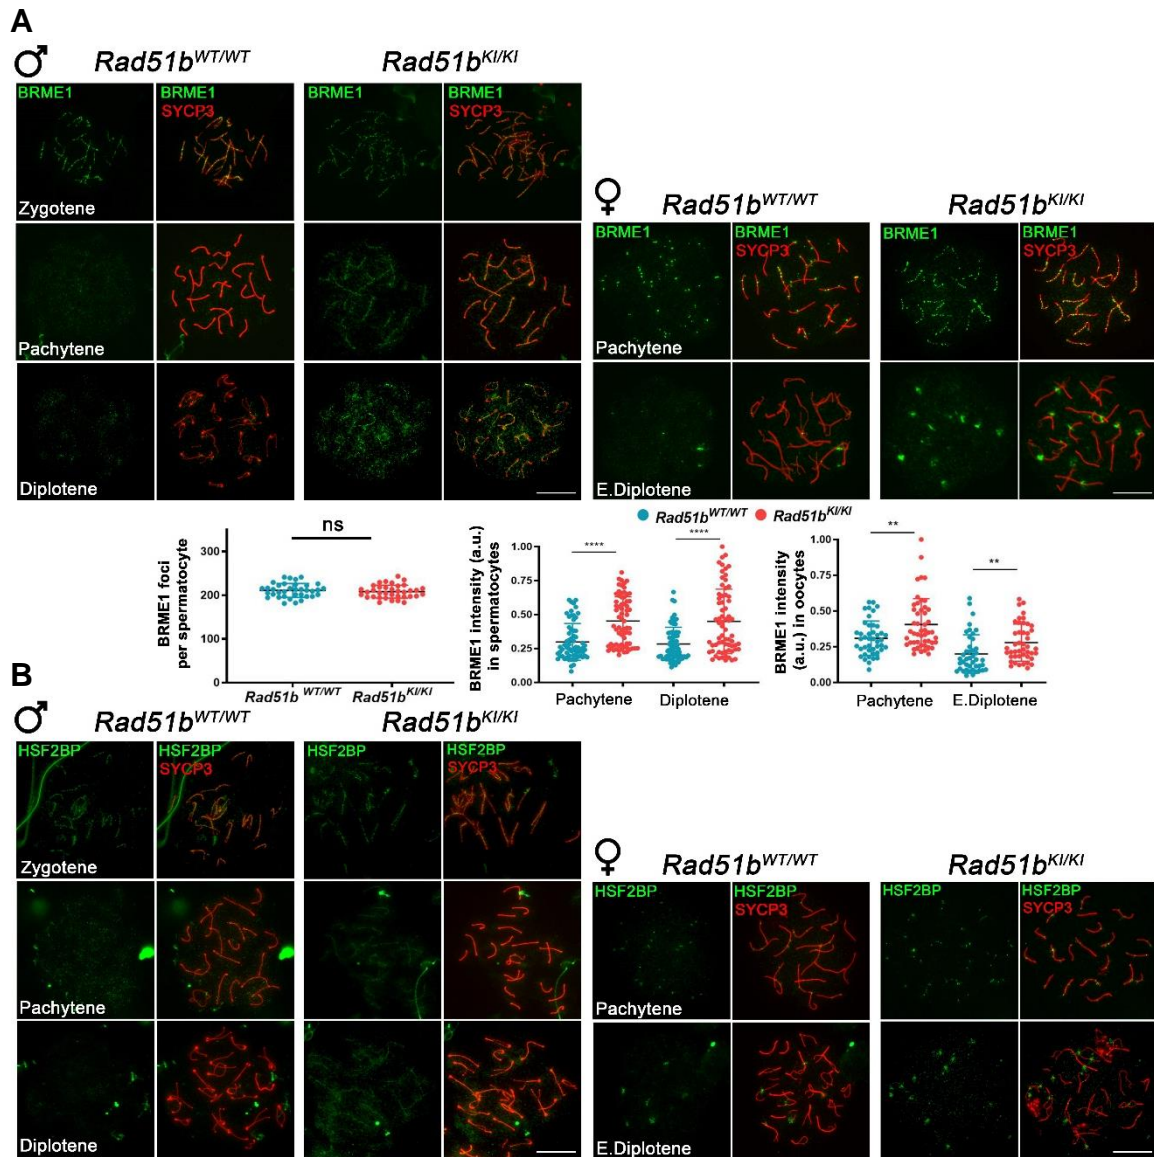 A
♂ Rad51b^WT/WT Rad51b^KI/KI
BRME1 BRME1 BRME1 BRME1
SYCP3 SYCP3
Zygotene
Pachytene
Diplotene
♀ Rad51b^WT/WT Rad51b^KI/KI
BRME1 BRME1 BRME1 BRME1
SYCP3 SYCP3
Pachytene
E.Diplotene
BRME1 foci
per spermatocyte
300
200
100
0
ns
Rad51b^WT/WT Rad51b^KI/KI
Rad51b^WT/WT Rad51b^KI/KI
BRME1 intensity (a.u.)
in spermatocytes
1.00
0.75
0.50
0.25
0.00
**** ****
Pachytene Diplotene
BRME1 intensity
(a.u.) in oocytes
1.00
0.75
0.50
0.25
0.00
** **
Pachytene E.Diplotene
B
♂ Rad51b^WT/WT Rad51b^KI/KI
HSF2BP HSF2BP HSF2BP HSF2BP
SYCP3 SYCP3
Zygotene
Pachytene
Diplotene
♀ Rad51b^WT/WT Rad51b^KI/KI
HSF2BP HSF2BP HSF2BP HSF2BP
SYCP3 SYCP3
Pachytene
E.Diplotene